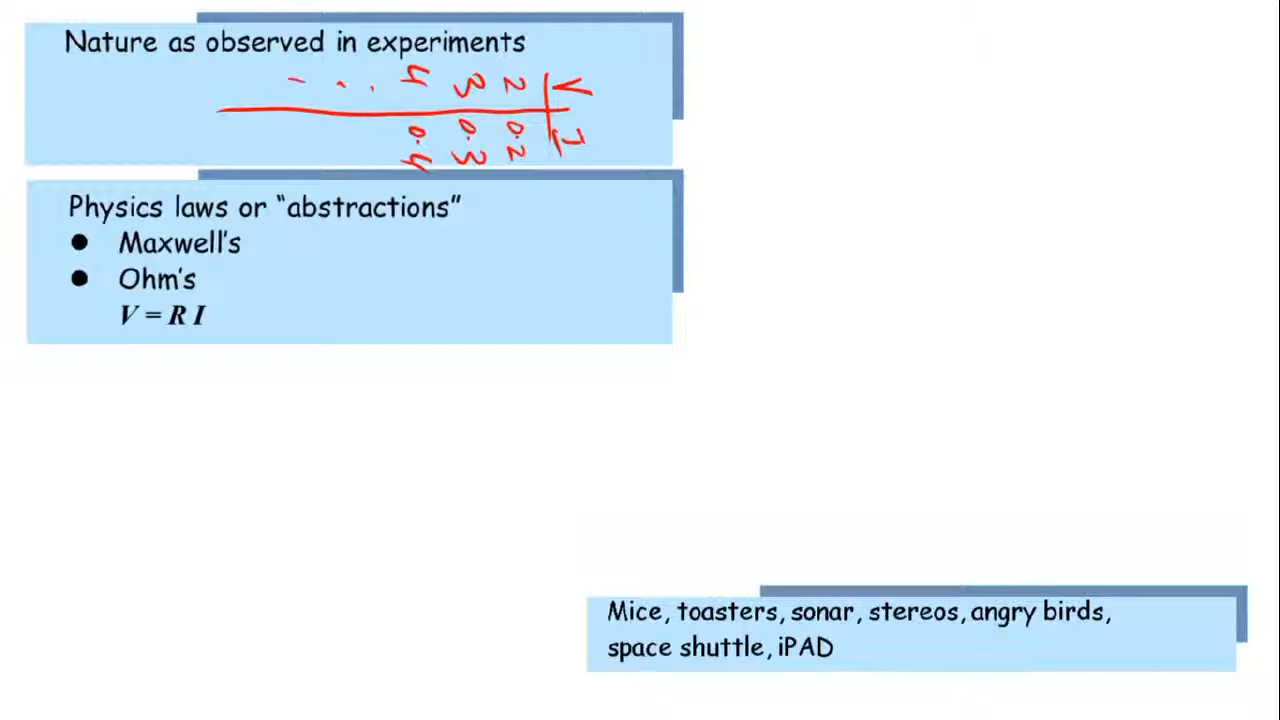 Nature as observed in experiments
4 3 2 V
0.4 0.3 0.2 I
Physics laws or “abstractions”
● Maxwell's
● Ohm's
V = R I
Mice, toasters, sonar, stereos, angry birds,
space shuttle, iPAD